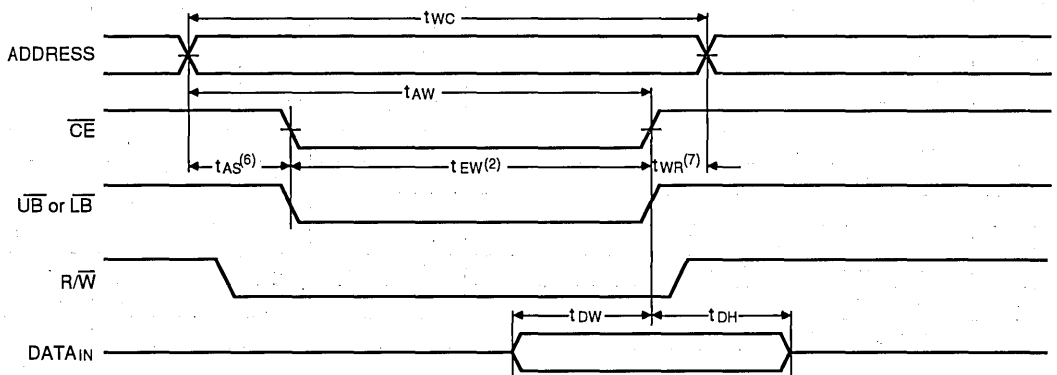 tWC
ADDRESS
tAW
CE
tAS(6)
tEW(2)
tWR(7)
UB or LB
R/W
tDW
tDH
DATAIN